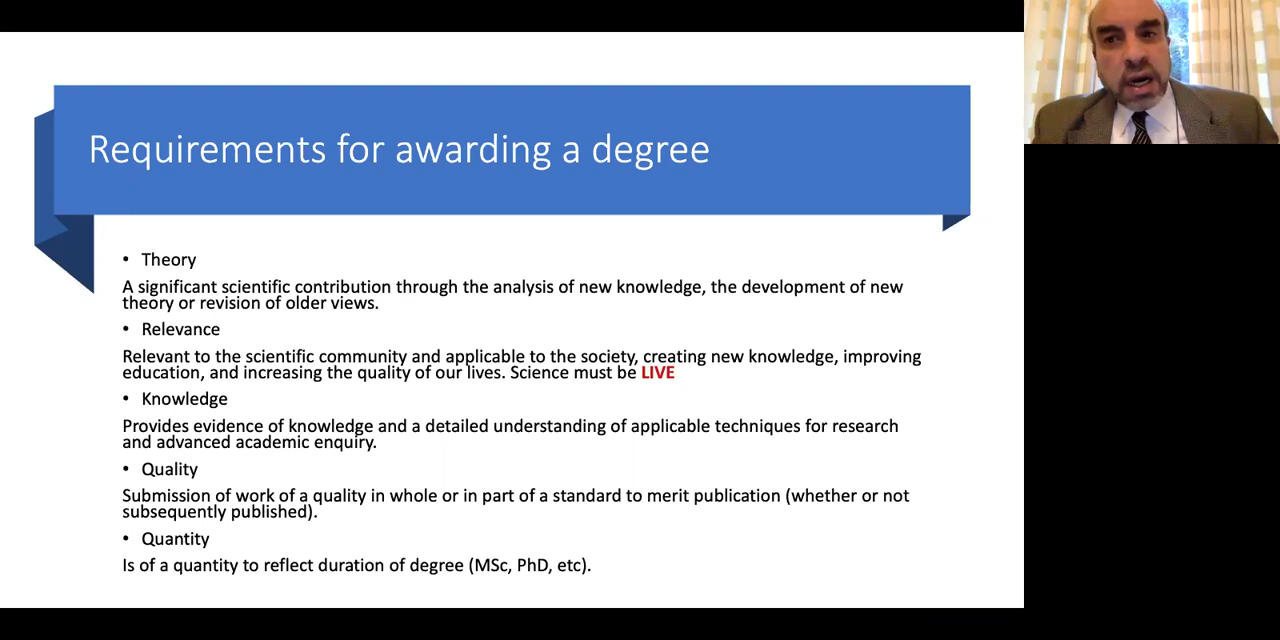 Requirements for awarding a degree
• Theory
A significant scientific contribution through the analysis of new knowledge, the development of new
theory or revision of older views.
• Relevance
Relevant to the scientific community and applicable to the society, creating new knowledge, improving
education, and increasing the quality of our lives. Science must be LIVE
• Knowledge
Provides evidence of knowledge and a detailed understanding of applicable techniques for research
and advanced academic enquiry.
• Quality
Submission of work of a quality in whole or in part of a standard to merit publication (whether or not
subsequently published).
• Quantity
Is of a quantity to reflect duration of degree (MSc, PhD, etc).